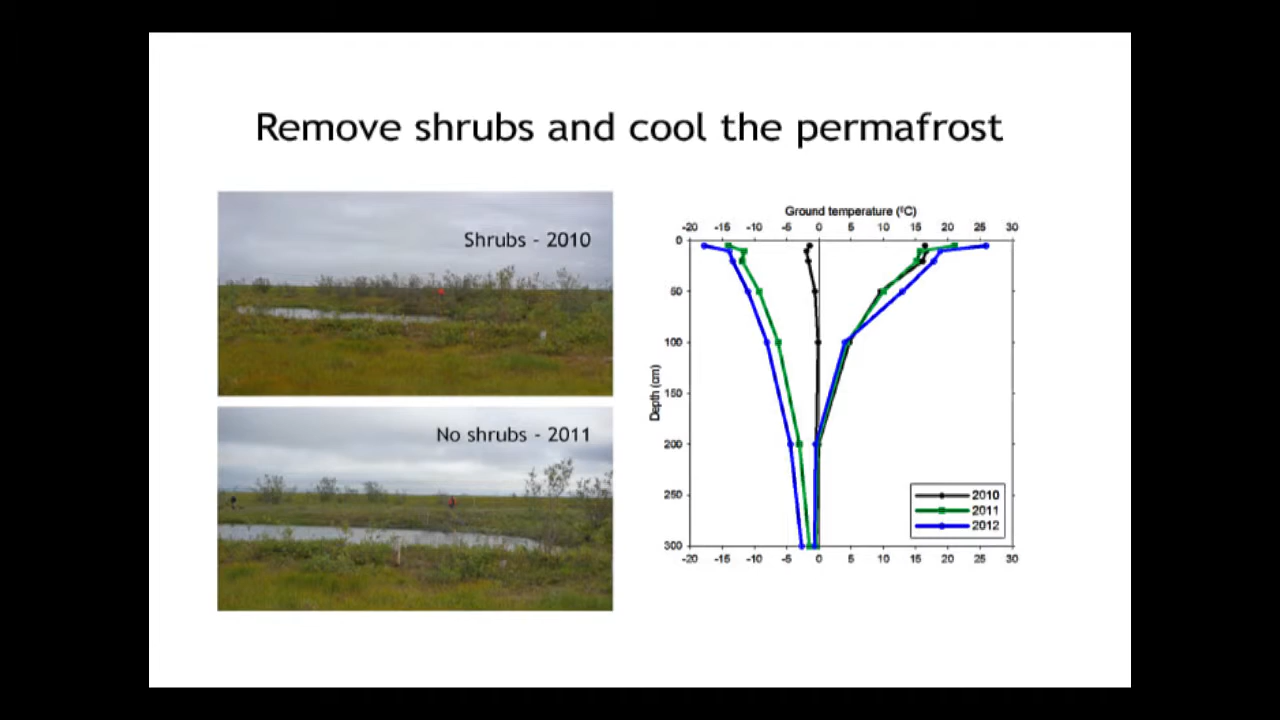 Remove shrubs and cool the permafrost
Shrubs - 2010
No shrubs - 2011
Ground temperature (⁰C)
-20 -15 -10 -5 0 5 10 15 20 25 30
0
50
100
150
200
250
300
Depth (cm)
2010
2011
2012
-20 -15 -10 -5 0 5 10 15 20 25 30